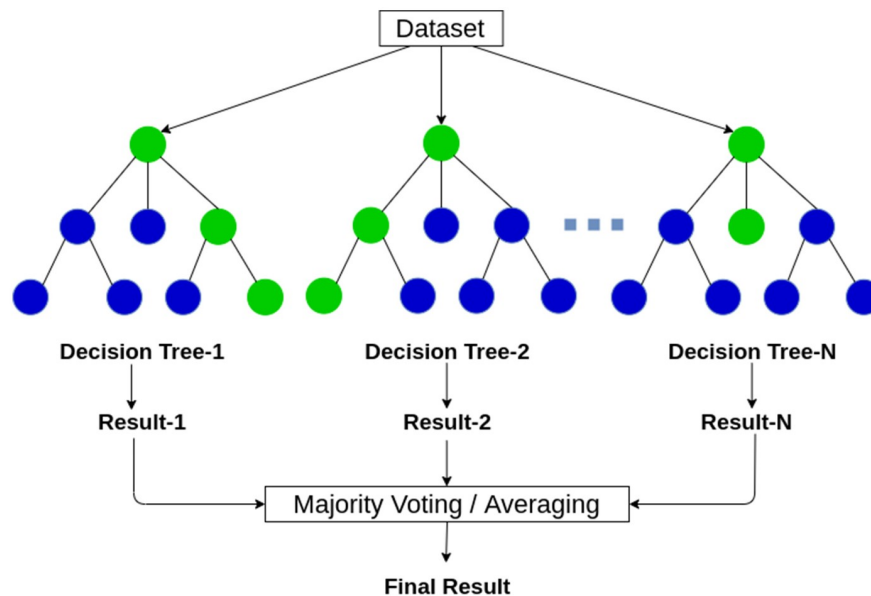 Dataset
Decision Tree-1
Decision Tree-2
Decision Tree-N
Result-1
Result-2
Result-N
Majority Voting / Averaging
Final Result